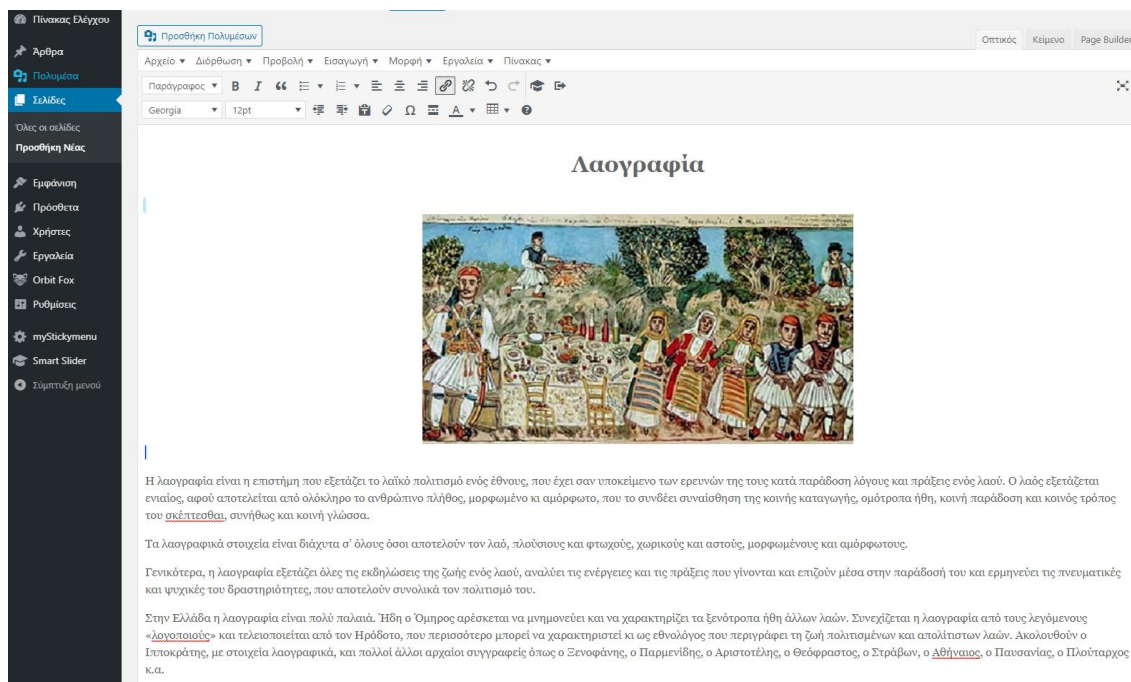 Πίνακας Ελέγχου
Άρθρα
Πολυμέσα
Σελίδες
Όλες οι σελίδες
Προσθήκη Νέας
Εμφάνιση
Πρόσθετα
Χρήστες
Εργαλεία
Orbit Fox
Ρυθμίσεις
myStickymenu
Smart Slider
Σύμπτυξη μενού
Προσθήκη Πολυμέσων
Οπτικός Κείμενο Page Builder
Αρχείο Διόρθωση Προβολή Εισαγωγή Μορφή Εργαλεία Πίνακας
Παράγραφος
Georgia 12pt
Λαογραφία
Η λαογραφία είναι η επιστήμη που εξετάζει το λαϊκό πολιτισμό ενός έθνους, που έχει σαν υποκείμενο των ερευνών της τους κατά παράδοση λόγους και πράξεις ενός λαού. Ο λαός εξετάζεται
ενιαίος, αφού αποτελείται από ολόκληρο το ανθρώπινο πλήθος, μορφωμένο κι αμόρφωτο, που το συνδέει συναίσθηση της κοινής καταγωγής, ομότροπα ήθη, κοινή παράδοση και κοινός τρόπος
του σκέπτεσθαι, συνήθως και κοινή γλώσσα.
Τα λαογραφικά στοιχεία είναι διάχυτα σ' όλους όσοι αποτελούν τον λαό, πλούσιους και φτωχούς, χωρικούς και αστούς, μορφωμένους και αμόρφωτους.
Γενικότερα, η λαογραφία εξετάζει όλες τις εκδηλώσεις της ζωής ενός λαού, αναλύει τις ενέργειες και τις πράξεις που γίνονται και επιζούν μέσα στην παράδοσή του και ερμηνεύει τις πνευματικές
και ψυχικές του δραστηριότητες, που αποτελούν συνολικά τον πολιτισμό του.
Στην Ελλάδα η λαογραφία είναι πολύ παλαιά. Ήδη ο Όμηρος αρέσκεται να μνημονεύει και να χαρακτηρίζει τα ξενότροπα ήθη άλλων λαών. Συνεχίζεται η λαογραφία από τους λεγόμενους
«λογοποιούς» και τελειοποιείται από τον Ηρόδοτο, που περισσότερο μπορεί να χαρακτηριστεί κι ως εθνολόγος που περιγράφει τη ζωή πολιτισμένων και απολίτιστων λαών. Ακολουθούν ο
Ιπποκράτης, με στοιχεία λαογραφικά, και πολλοί άλλοι αρχαίοι συγγραφείς όπως ο Ξενοφάνης, ο Παρμενίδης, ο Αριστοτέλης, ο Θεόφραστος, ο Στράβων, ο Αθήναιος, ο Παυσανίας, ο Πλούταρχος
κ.α.